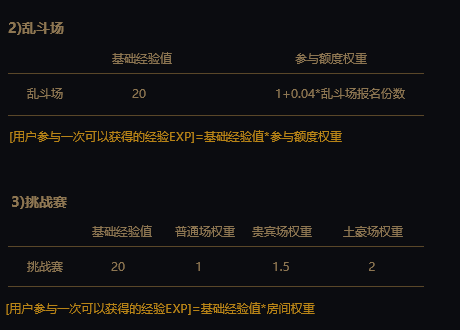 2)乱斗场
基础经验值 参与额度权重
乱斗场 20 1+0.04*乱斗场报名份数
[用户参与一次可以获得的经验EXP]=基础经验值*参与额度权重
3)挑战赛
基础经验值 普通场权重 贵宾场权重 土豪场权重
挑战赛 20 1 1.5 2
[用户参与一次可以获得的经验EXP]=基础经验值*房间权重